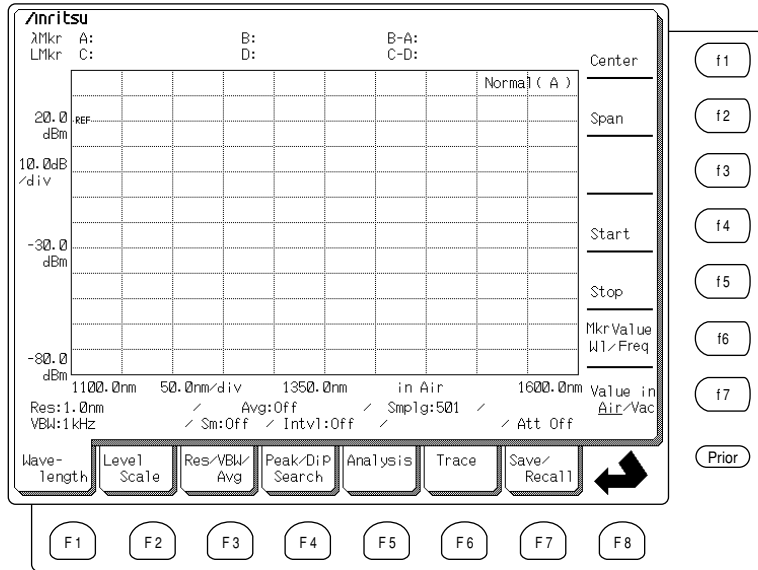 Anritsu
λMkr A: B: B-A:
LMkr C: D: C-D:
Normal( A )
20.0
dBm
REF
10.0dB
/div
-30.0
dBm
-80.0
dBm
1100.0nm 50.0nm/div 1350.0nm in Air 1600.0nm
Res:1.0nm / Avg:Off / Smplg:501 /
VBW:1kHz / Sm:Off / Intvl:Off / / Att Off
Center
Span
Start
Stop
Mkr Value
Wl/Freq
Value in
Air/Vac
f1
f2
f3
f4
f5
f6
f7
Prior
Wave-
length
Level
Scale
Res/VBW/
Avg
Peak/Dip
Search
Analysis
Trace
Save/
Recall
F1 F2 F3 F4 F5 F6 F7 F8